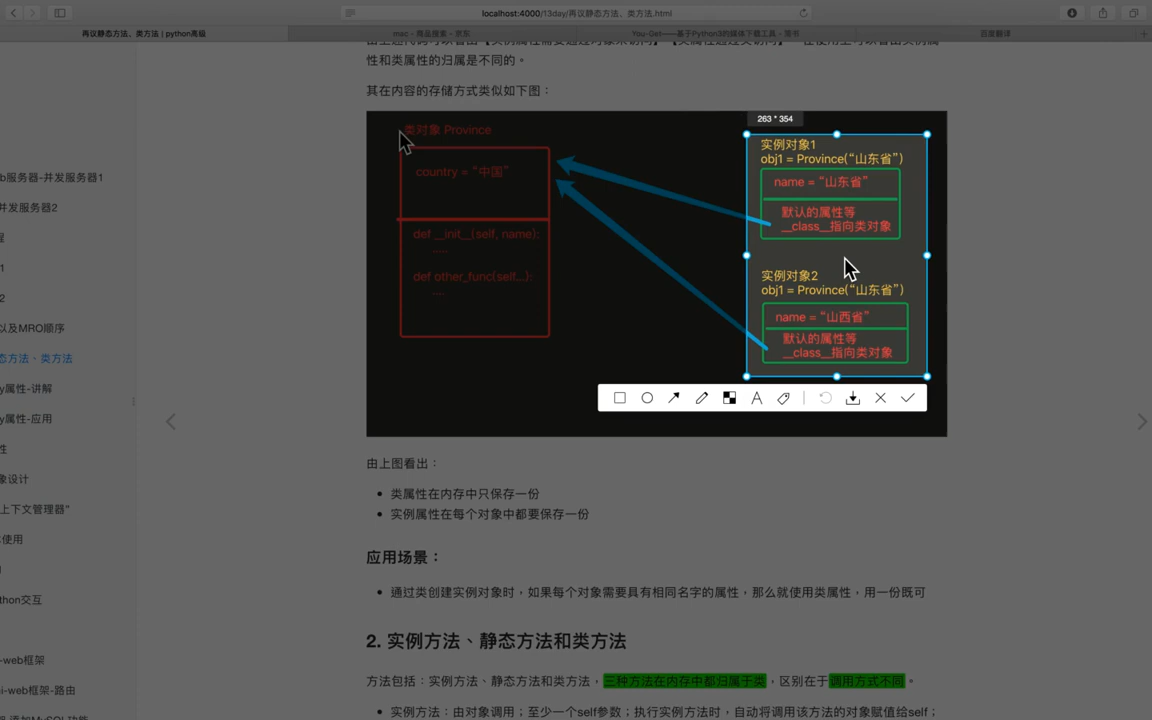 localhost:4000/13day/再议静态方法、类方法.html
再议静态方法、类方法 | python高级
mac - 商品搜索 - 京东
You-Get——基于Python3的媒体下载工具 - 简书
百度翻译
性和类属性的归属是不同的。
其在内容的存储方式类似如下图：
263 * 354
类对象 Province
country = “中国”
def __init__(self, name):
.....
def other_func(self...):
....
实例对象1
obj1 = Province(“山东省”)
name = “山东省”
默认的属性等
__class__指向类对象
实例对象2
obj1 = Province(“山东省”)
name = “山西省”
默认的属性等
__class__指向类对象
b服务器-并发服务器1
并发服务器2
程
1
2
以及MRO顺序
态方法、类方法
y属性-讲解
y属性-应用
性
象设计
上下文管理器”
使用
thon交互
-web框架
ni-web框架-路由
由上图看出：
类属性在内存中只保存一份
实例属性在每个对象中都要保存一份
应用场景：
通过类创建实例对象时，如果每个对象需要具有相同名字的属性，那么就使用类属性，用一份既可
2. 实例方法、静态方法和类方法
方法包括：实例方法、静态方法和类方法，三种方法在内存中都归属于类，区别在于调用方式不同。
实例方法：由对象调用；至少一个self参数；执行实例方法时，自动将调用该方法的对象赋值给self；